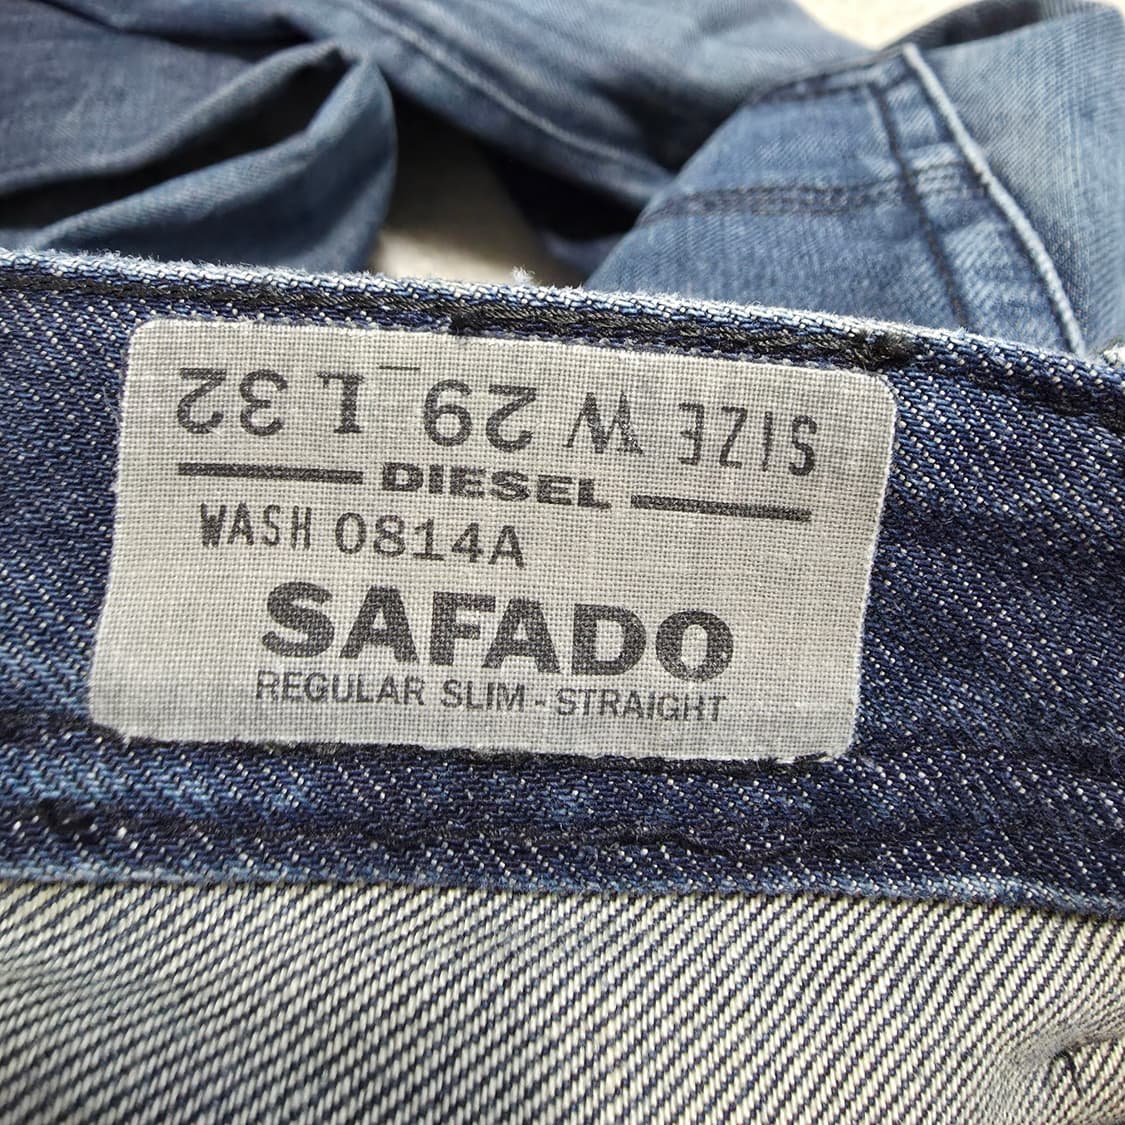 SIZE W 29 L 32
DIESEL
WASH 0814A
SAFADO
REGULAR SLIM - STRAIGHT